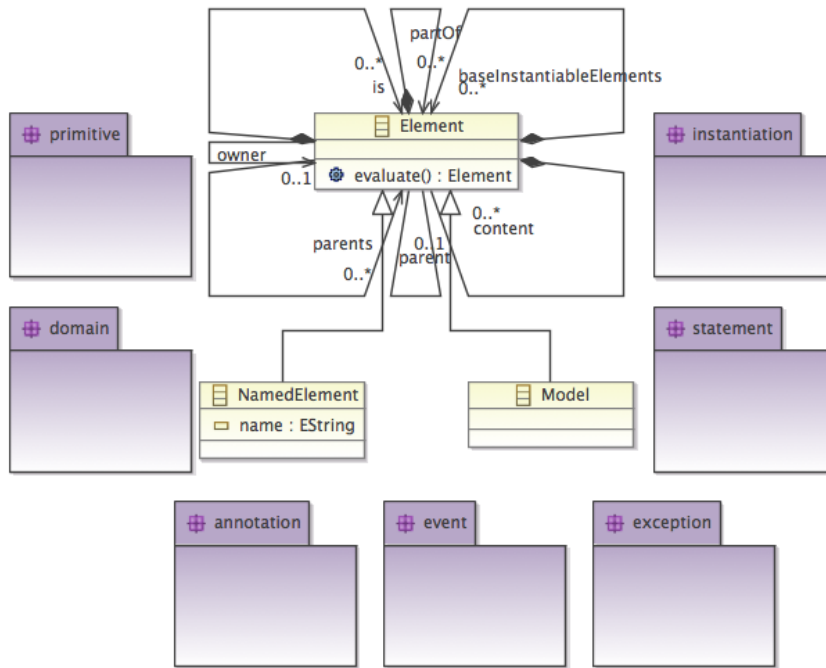 partOf
0..*
0..*
is
baseInstantiableElements
0..*
primitive
Element
instantiation
owner
0..1
evaluate() : Element
0..*
content
parents
0..1
parent
0..*
domain
statement
NamedElement
name : EString
Model
annotation
event
exception